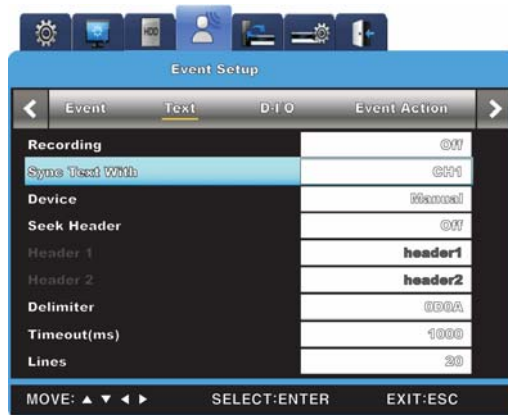 HDD
Event Setup
Event Text D-I O Event Action
Recording Off
Sync Text With CH1
Device Manual
Seek Header Off
Header 1 header1
Header 2 header2
Delimiter 0D0A
Timeout(ms) 1000
Lines 20
MOVE: ▲ ▼ ◀ ▶ SELECT:ENTER EXIT:ESC